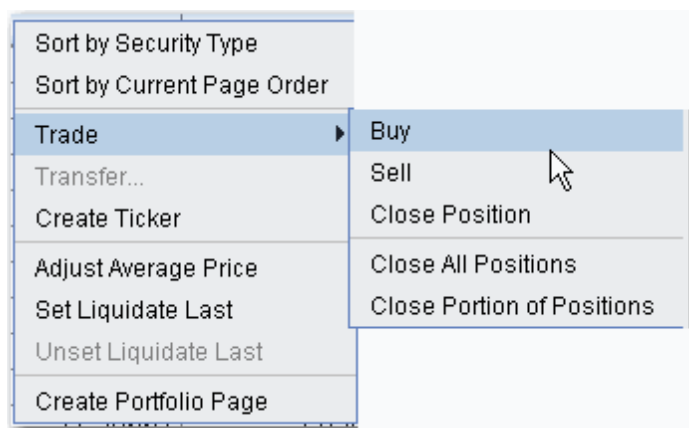 Sort by Security Type
Sort by Current Page Order
Trade
Transfer...
Create Ticker
Adjust Average Price
Set Liquidate Last
Unset Liquidate Last
Create Portfolio Page
Buy
Sell
Close Position
Close All Positions
Close Portion of Positions